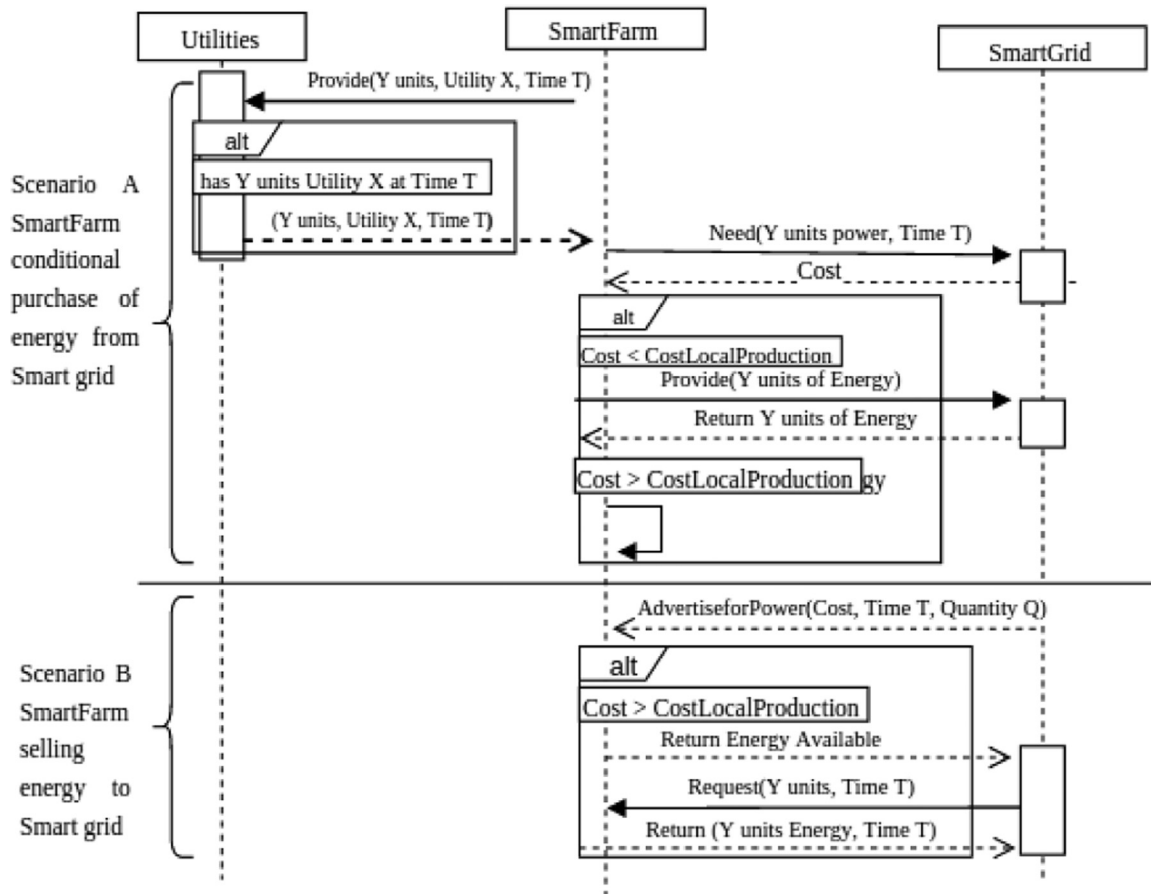 Utilities
SmartFarm
SmartGrid
Provide(Y units, Utility X, Time T)
alt
has Y units Utility X at Time T
(Y units, Utility X, Time T)
Scenario A
SmartFarm
conditional
purchase of
energy from
Smart grid
Need(Y units power, Time T)
Cost
alt
Cost < CostLocalProduction
Provide(Y units of Energy)
Return Y units of Energy
Cost > CostLocalProduction gy
AdvertiseforPower(Cost, Time T, Quantity Q)
Scenario B
SmartFarm
selling
energy to
Smart grid
alt
Cost > CostLocalProduction
Return Energy Available
Request(Y units, Time T)
Return (Y units Energy, Time T)